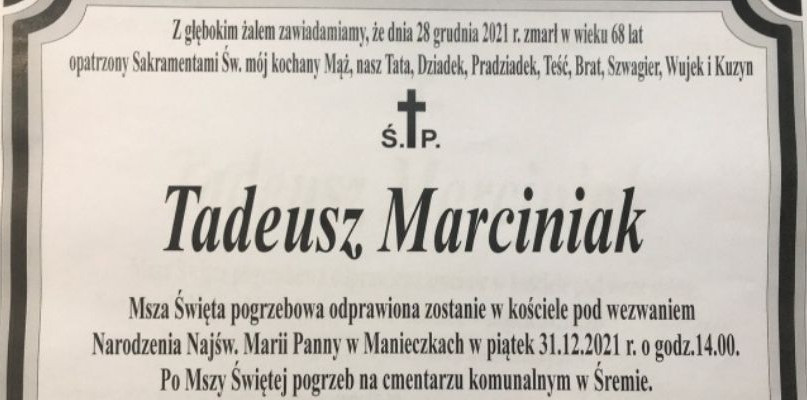 Z głębokim żalem zawiadamiamy, że dnia 28 grudnia 2021 r. zmarł w wieku 68 lat
opatrzony Sakramentami Św. mój kochany Mąż, nasz Tata, Dziadek, Pradziadek, Teść, Brat, Szwagier, Wujek i Kuzyn
Ś. P.
Tadeusz Marciniak
Msza Święta pogrzebowa odprawiona zostanie w kościele pod wezwaniem
Narodzenia Najśw. Marii Panny w Manieczkach w piątek 31.12.2021 r. o godz.14.00.
Po Mszy Świętej pogrzeb na cmentarzu komunalnym w Śremie.